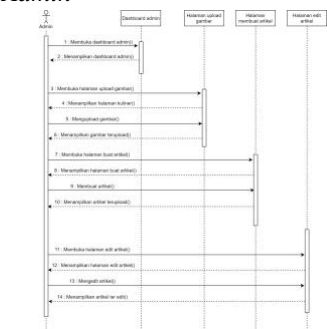 Admin
Dashboard admin
Halaman upload
gambar
Halaman
membuat artikel
Halaman edit
artikel
1 : Membuka dashboard admin()
2 : Menampilkan dashboard admin()
3 : Membuka halaman upload gambar()
4 : Menampilkan halaman kuliner()
5 : Mengupload gambar()
6 : Menampilkan gambar terupload()
7 : Membuka halaman buat artikel()
8 : Menampilkan halaman buat artikel()
9 : Membuat artikel()
10 : Menampilkan artikel terupload()
11 : Membuka halaman edit artikel()
12 : Menampilkan halaman edit artikel()
13 : Mengedit artikel()
14 : Menampilkan artikel ter edit()